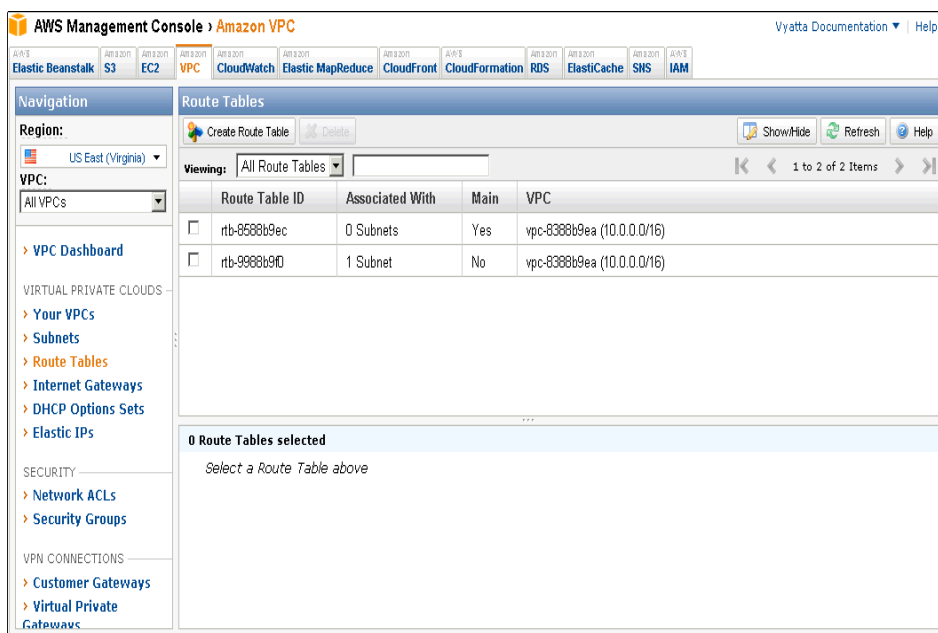 AWS Management Console › Amazon VPC
Vyatta Documentation ▼ | Help
AWS Amazon Amazon Amazon Amazon Amazon Amazon AWS Amazon Amazon Amazon AWS
Elastic Beanstalk S3 EC2 VPC CloudWatch Elastic MapReduce CloudFront CloudFormation RDS ElastiCache SNS IAM
Navigation
Region:
US East (Virginia) ▼
VPC:
All VPCs
› VPC Dashboard
VIRTUAL PRIVATE CLOUDS
› Your VPCs
› Subnets
› Route Tables
› Internet Gateways
› DHCP Options Sets
› Elastic IPs
SECURITY
› Network ACLs
› Security Groups
VPN CONNECTIONS
› Customer Gateways
› Virtual Private
Gateways
Route Tables
Create Route Table Delete Show/Hide Refresh Help
Viewing: All Route Tables 1 to 2 of 2 Items
Route Table ID Associated With Main VPC
rtb-8588b9ec 0 Subnets Yes vpc-8388b9ea (10.0.0.0/16)
rtb-9988b9f0 1 Subnet No vpc-8388b9ea (10.0.0.0/16)
0 Route Tables selected
Select a Route Table above